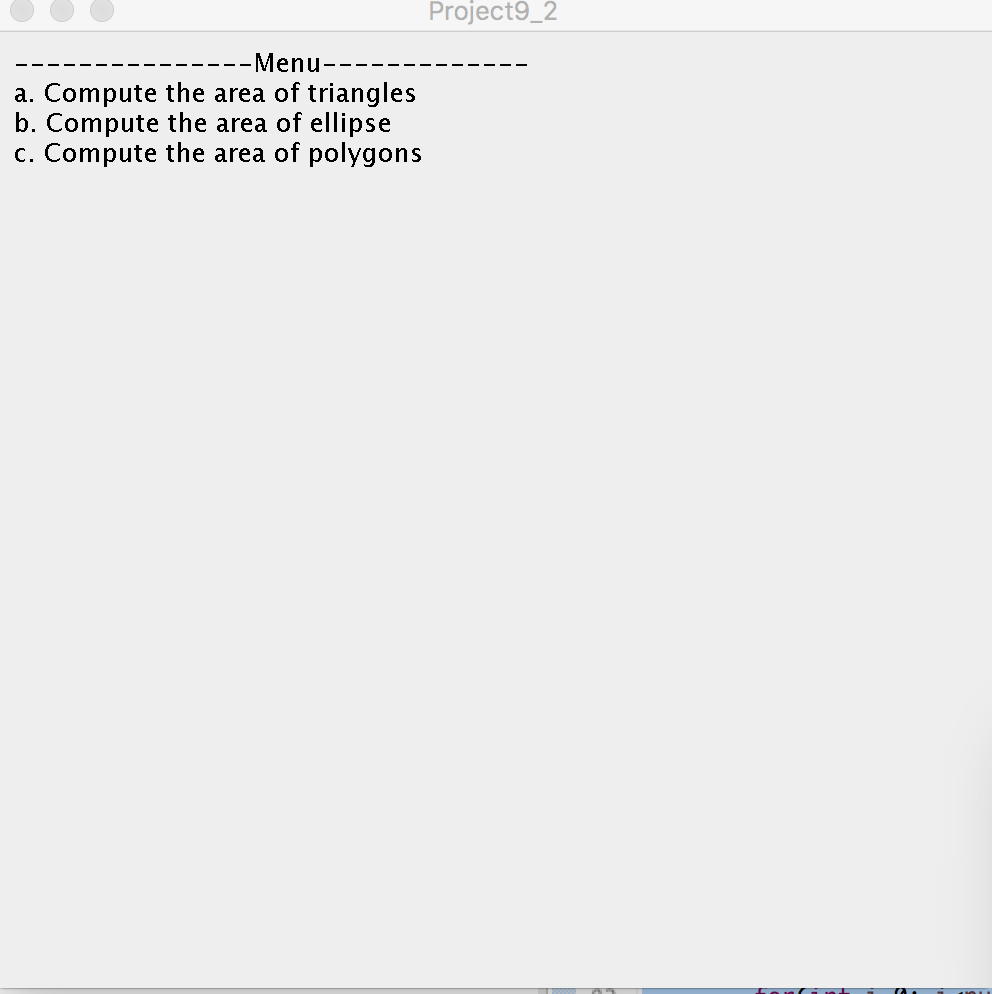 Project9_2
---------------Menu-------------
a. Compute the area of triangles
b. Compute the area of ellipse
c. Compute the area of polygons